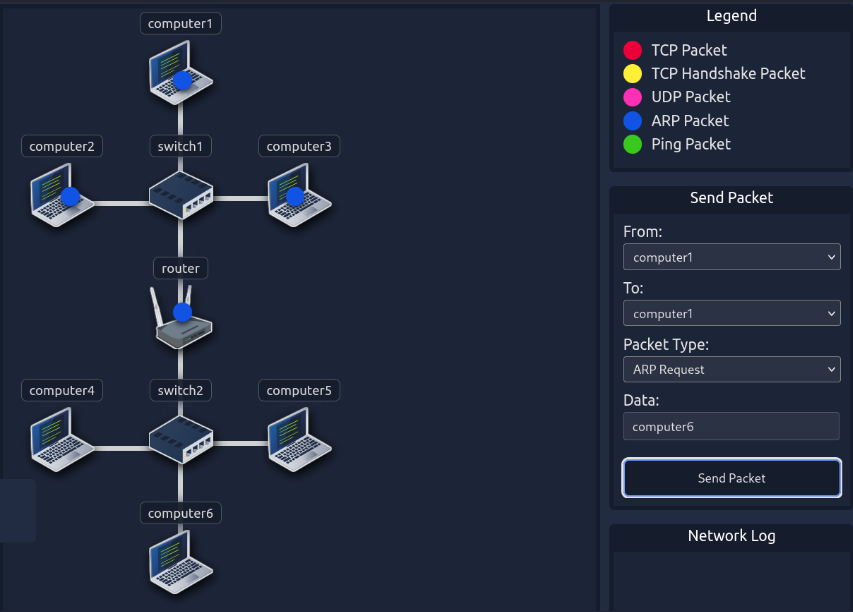 computer1
computer2
switch1
computer3
router
computer4
switch2
computer5
computer6
Legend
TCP Packet
TCP Handshake Packet
UDP Packet
ARP Packet
Ping Packet
Send Packet
From:
computer1
To:
computer1
Packet Type:
ARP Request
Data:
computer6
Send Packet
Network Log